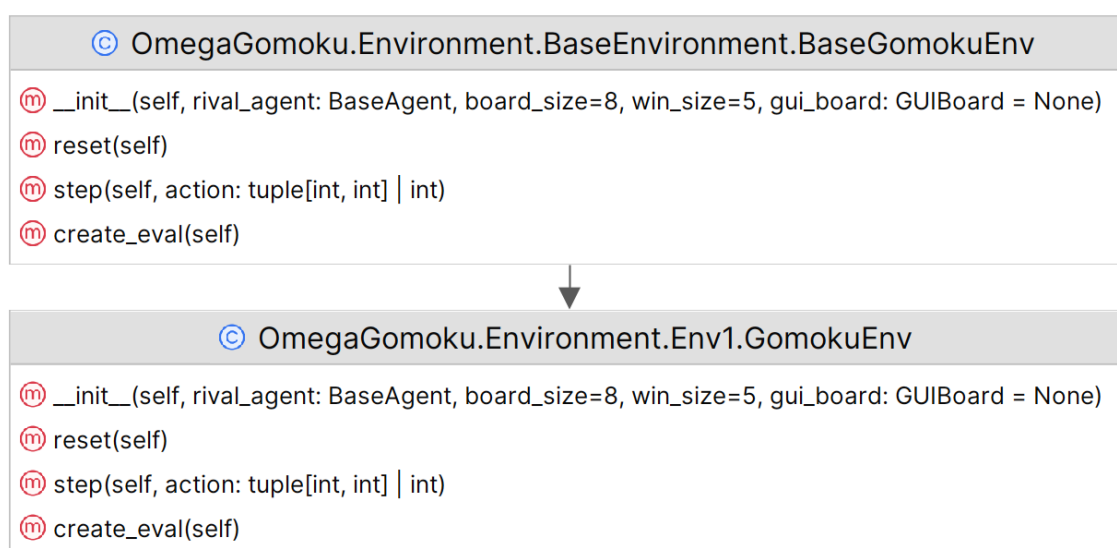 © OmegaGomoku.Environment.BaseEnvironment.BaseGomokuEnv
m __init__(self, rival_agent: BaseAgent, board_size=8, win_size=5, gui_board: GUIBoard = None)
m reset(self)
m step(self, action: tuple[int, int] | int)
m create_eval(self)
© OmegaGomoku.Environment.Env1.GomokuEnv
m __init__(self, rival_agent: BaseAgent, board_size=8, win_size=5, gui_board: GUIBoard = None)
m reset(self)
m step(self, action: tuple[int, int] | int)
m create_eval(self)